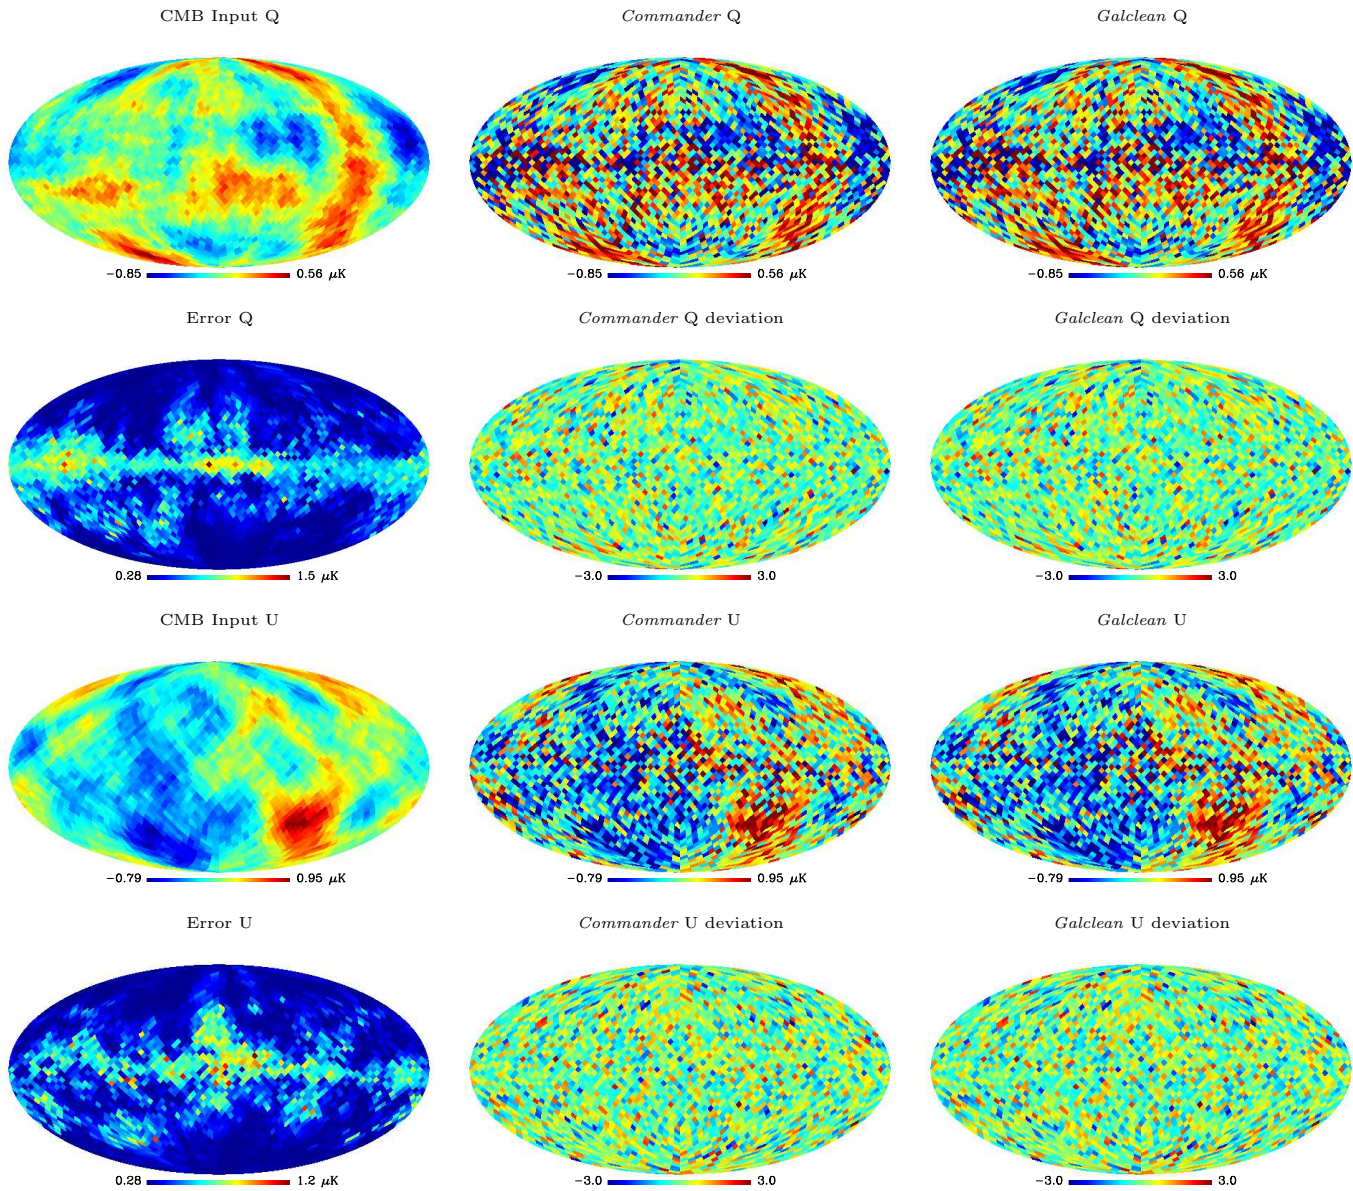 CMB Input Q
Commander Q
Galclean Q
−0.85 0.56 μK
−0.85 0.56 μK
−0.85 0.56 μK
Error Q
Commander Q deviation
Galclean Q deviation
0.28 1.5 μK
−3.0 3.0
−3.0 3.0
CMB Input U
Commander U
Galclean U
−0.79 0.95 μK
−0.79 0.95 μK
−0.79 0.95 μK
Error U
Commander U deviation
Galclean U deviation
0.28 1.2 μK
−3.0 3.0
−3.0 3.0